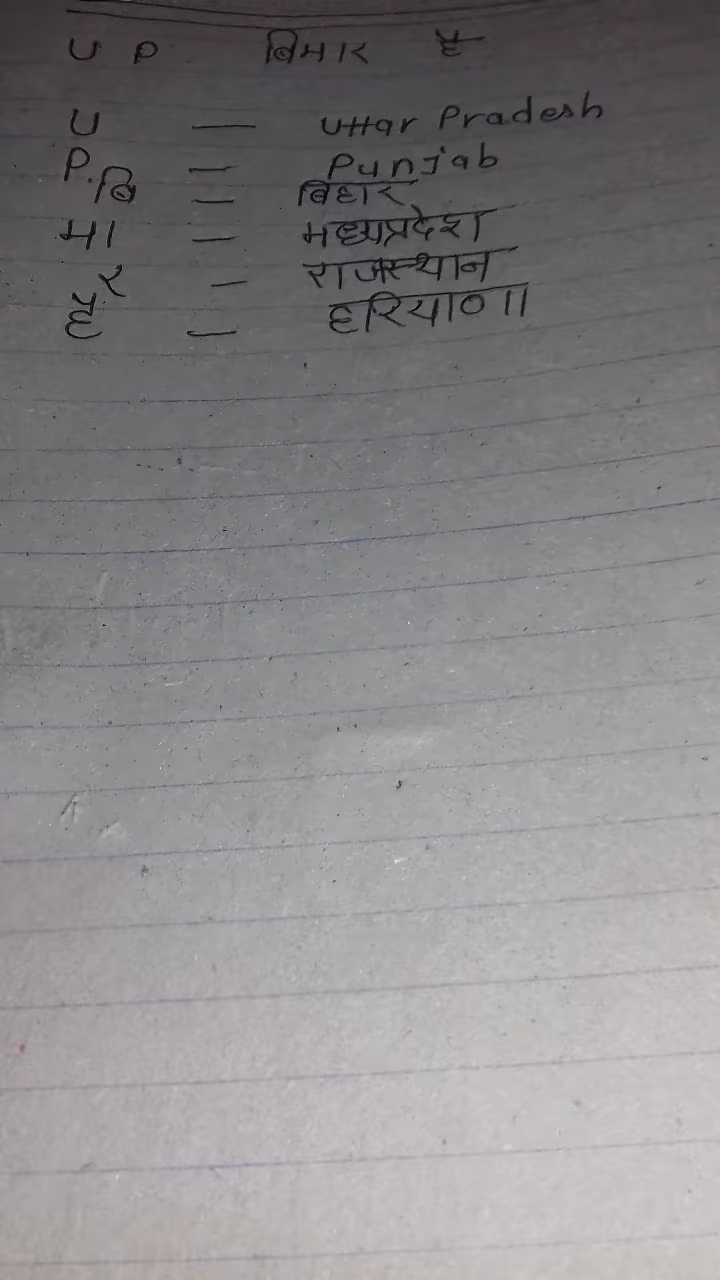 U P बिमार है
U — Uttar Pradesh
P. — Punjab
बि — बिहार
मा — मध्यप्रदेश
र — राजस्थान
है — हरियाणा